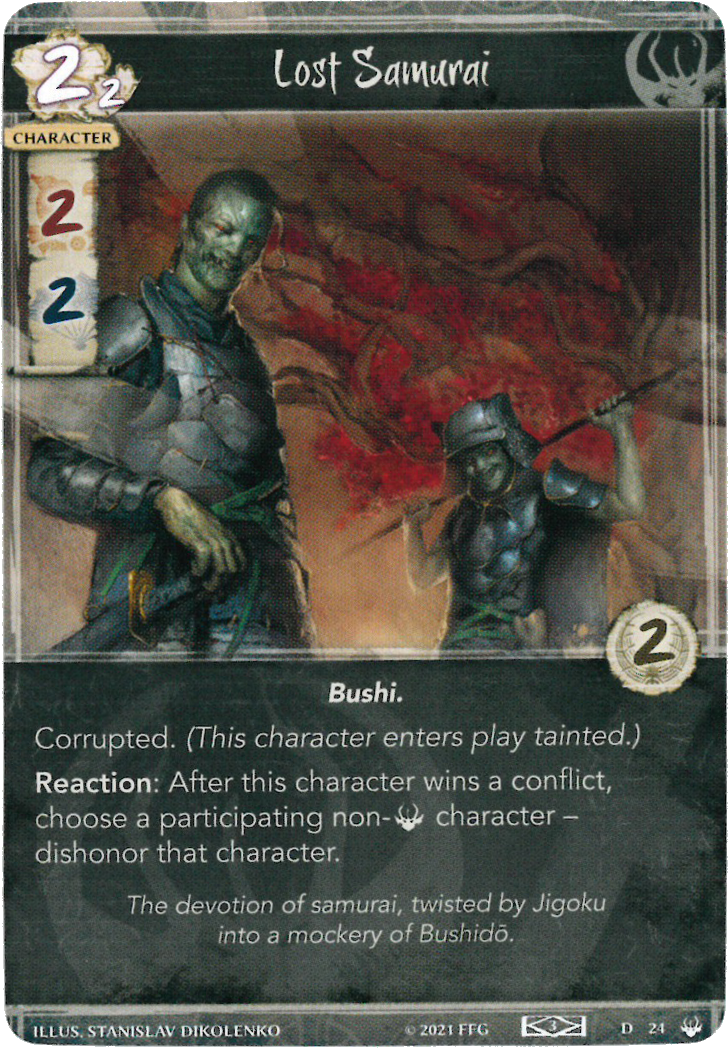 2
2
Lost Samurai
CHARACTER
2
2
2
Bushi.
Corrupted. (This character enters play tainted.)
Reaction: After this character wins a conflict,
choose a participating non- character –
dishonor that character.
The devotion of samurai, twisted by Jigoku
into a mockery of Bushidō.
ILLUS. STANISLAV DIKOLENKO © 2021 FFG 3 D 24